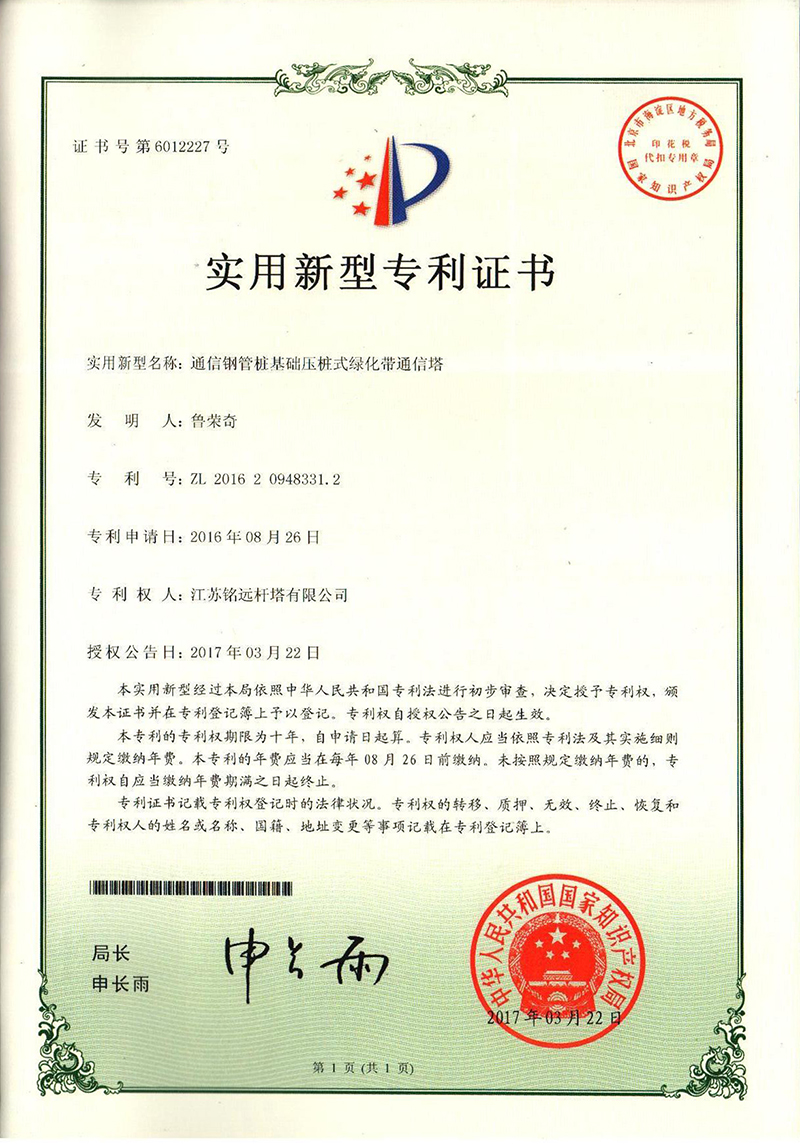 证书号第6012227号
北京市海淀区地方税务局
印花税
代扣专用章
国家知识产权局
实用新型专利证书
实用新型名称：通信钢管桩基础压桩式绿化带通信塔
发明人：鲁荣奇
专利号：ZL 2016 2 0948331.2
专利申请日：2016年08月26日
专利权人：江苏铭远杆塔有限公司
授权公告日：2017年03月22日
本实用新型经过本局依照中华人民共和国专利法进行初步审查，决定授予专利权，颁
发本证书并在专利登记簿上予以登记。专利权自授权公告之日起生效。
本专利的专利权期限为十年，自申请日起算。专利权人应当依照专利法及其实施细则
规定缴纳年费。本专利的年费应当在每年08月26日前缴纳。未按照规定缴纳年费的，专
利权自应当缴纳年费期满之日起终止。
专利证书记载专利权登记时的法律状况。专利权的转移、质押、无效、终止、恢复和
专利权人的姓名或名称、国籍、地址变更等事项记载在专利登记簿上。
局长
申长雨
申长雨
中华人民共和国国家知识产权局
2017年03月22日
第1页(共1页)